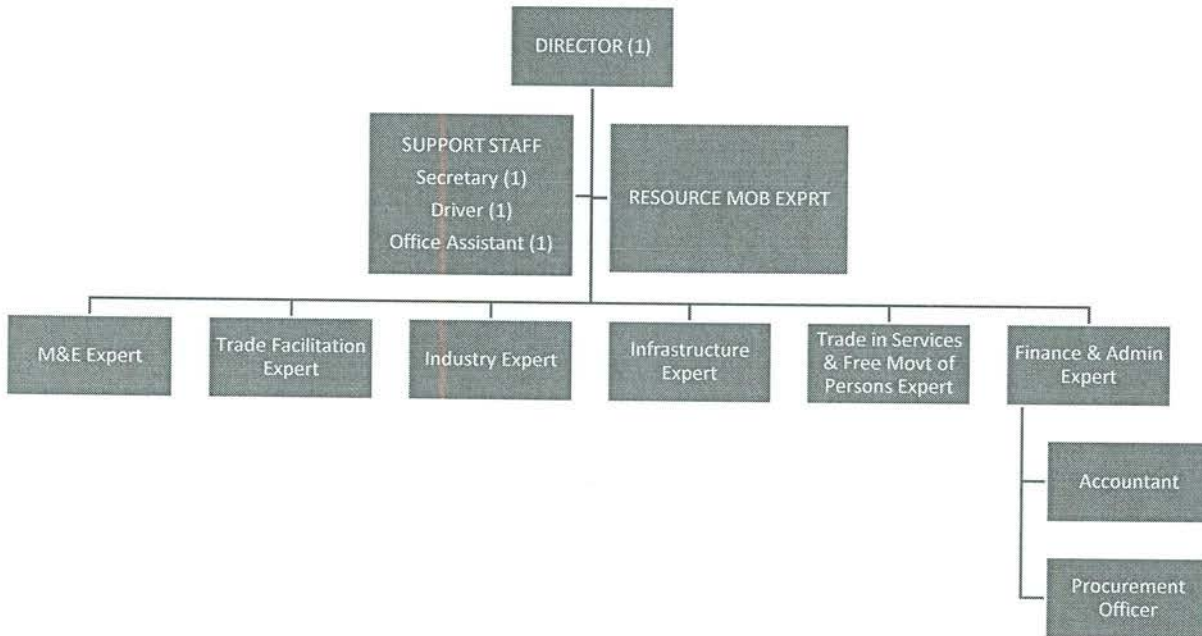 DIRECTOR (1)
SUPPORT STAFF
Secretary (1)
Driver (1)
Office Assistant (1)
RESOURCE MOB EXPRT
M&E Expert
Trade Facilitation
Expert
Industry Expert
Infrastructure
Expert
Trade in Services
& Free Movt of
Persons Expert
Finance & Admin
Expert
Accountant
Procurement
Officer